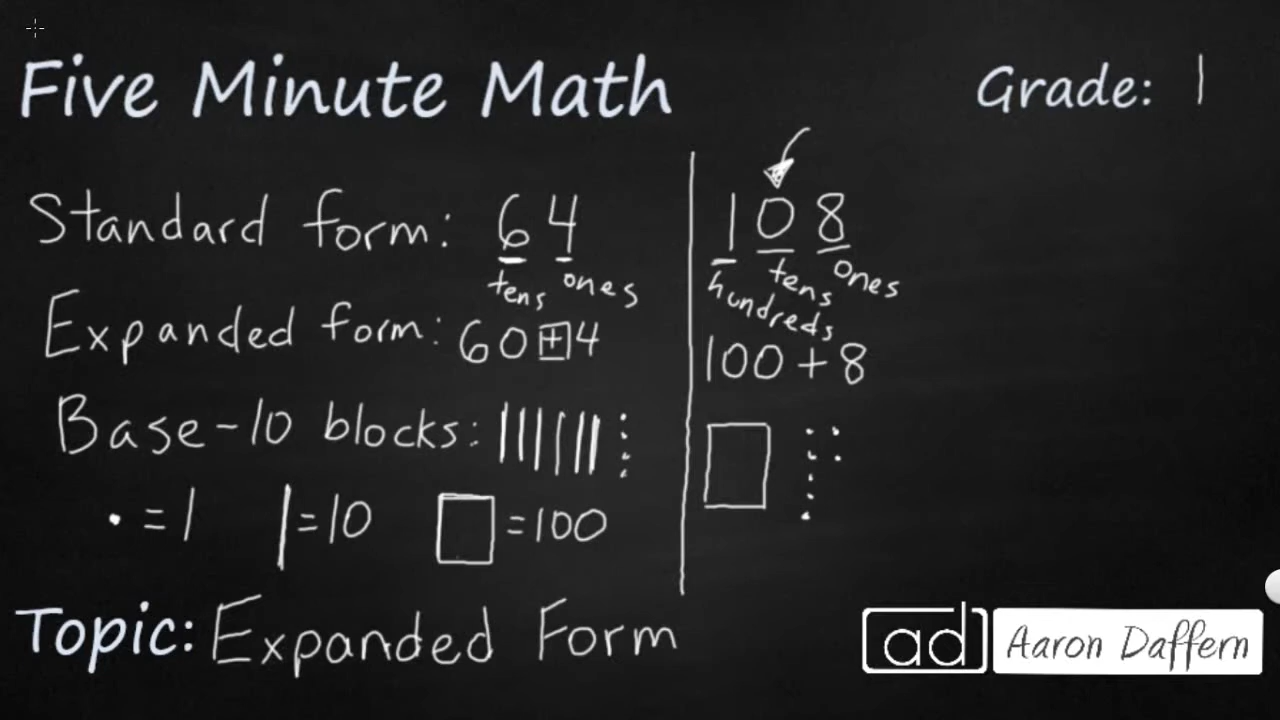 Five Minute Math
Grade: 1
Standard form: 64
tens ones
Expanded form: 60+4
Base-10 blocks:
=1 =10 =100
108
hundreds tens ones
100+8
Topic: Expanded Form
ad Aaron Daffern